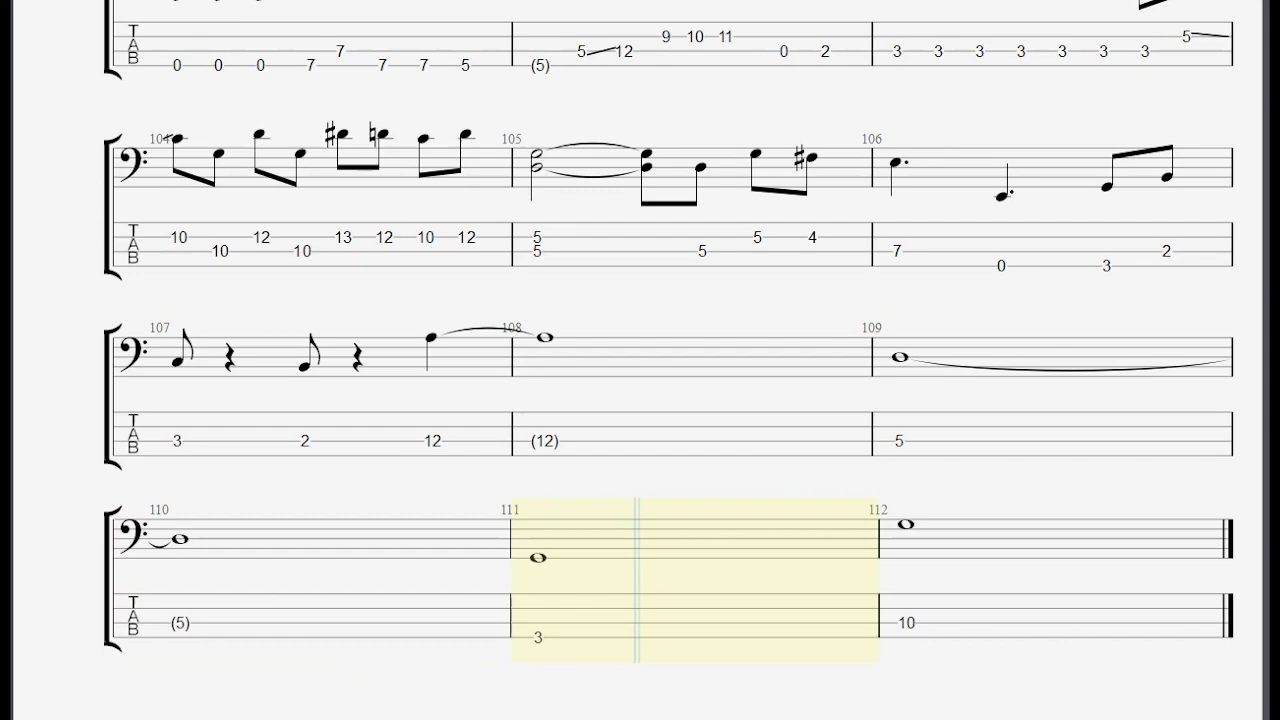 T 9 10 11 5
A 7 5 12 0 2 3 3 3 3 3 3 3
B 0 0 0 7 7 7 5 (5)
104 105 106
T 10 12 13 12 10 12 5 5 4
A 10 10 5 5 7 2
B 0 3
107 108 109
T
A 3 2 12 (12) 5
B
110 111 112
T
A (5) 10
B 3